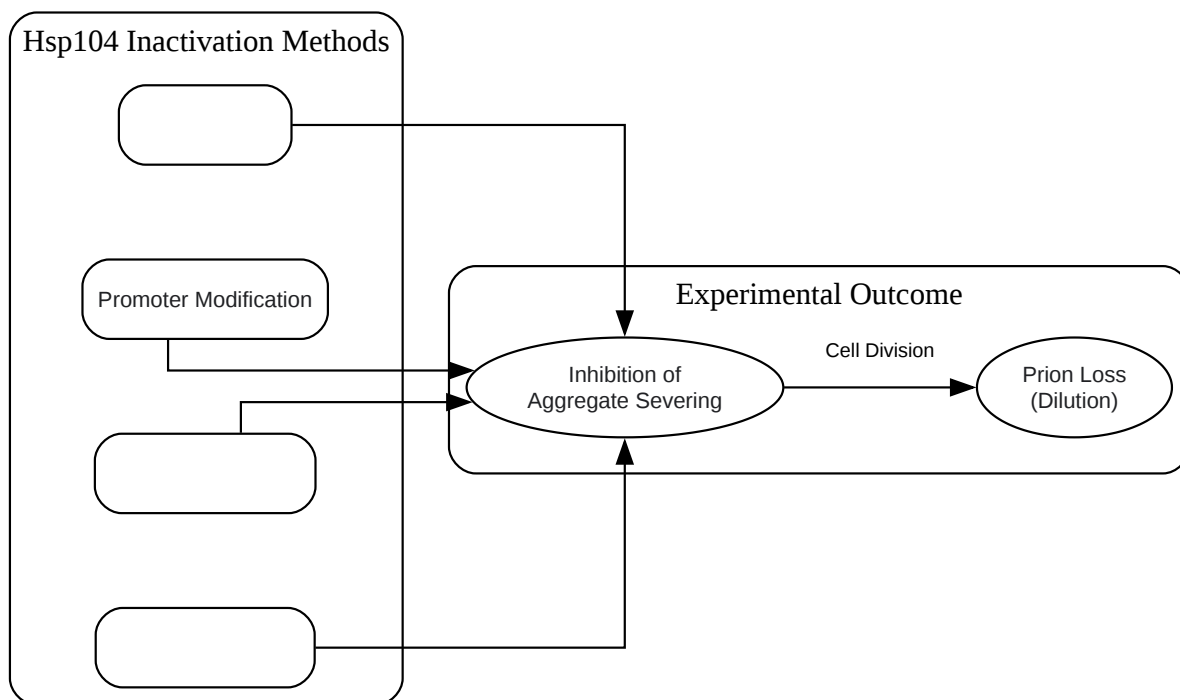 Hsp104 Inactivation Methods
Promoter Modification
Experimental Outcome
Inhibition of
Aggregate Severing
Cell Division
Prion Loss
(Dilution)